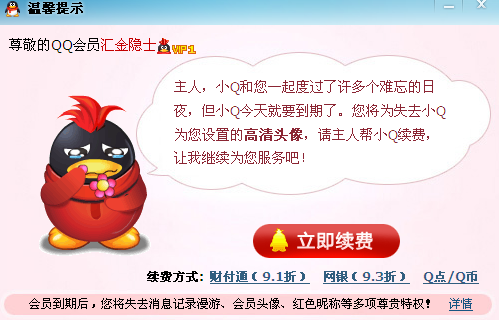 温馨提示
尊敬的QQ会员汇金隐士 VIP1
主人，小Q和您一起度过了许多个难忘的日
夜，但小Q今天就要到期了。您将为失去小Q
为您设置的高清头像，请主人帮小Q续费，
让我继续为您服务吧！
立即续费
续费方式：财付通（9.1折） 网银（9.3折） Q点/Q币
会员到期后，您将失去消息记录漫游、会员头像、红色昵称等多项尊贵特权！ 详情